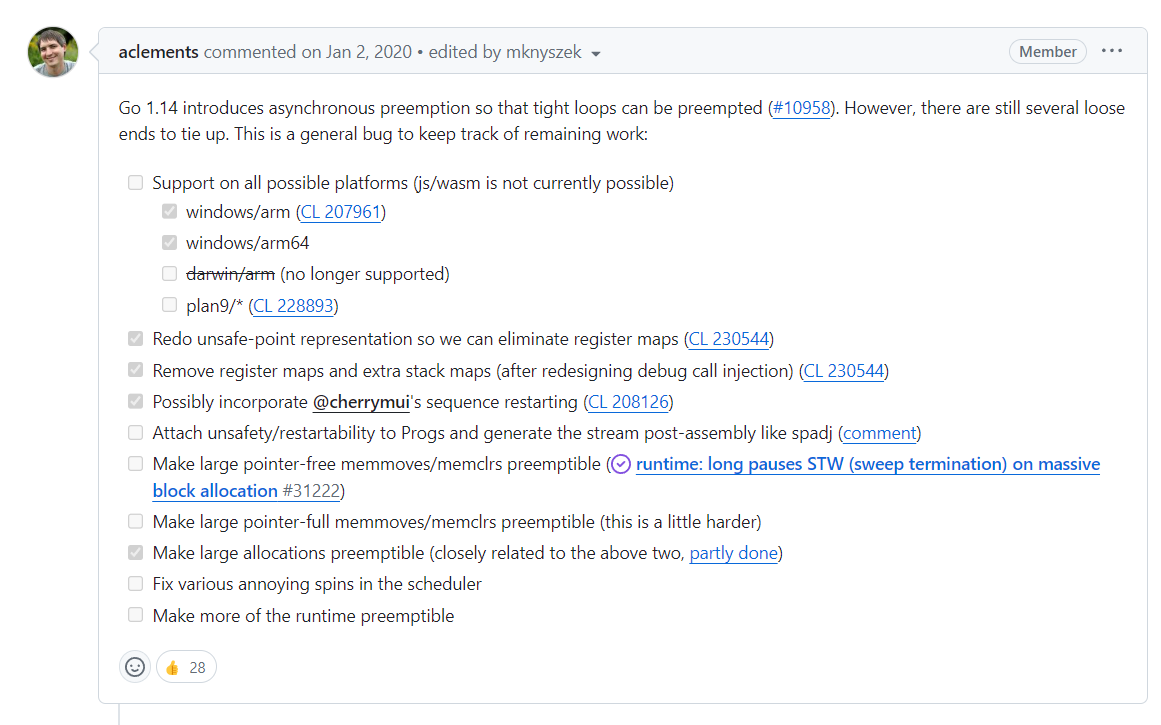 aclements commented on Jan 2, 2020 • edited by mknyszek
Member
Go 1.14 introduces asynchronous preemption so that tight loops can be preempted (#10958). However, there are still several loose
ends to tie up. This is a general bug to keep track of remaining work:
Support on all possible platforms (js/wasm is not currently possible)
windows/arm (CL 207961)
windows/arm64
darwin/arm (no longer supported)
plan9/* (CL 228893)
Redo unsafe-point representation so we can eliminate register maps (CL 230544)
Remove register maps and extra stack maps (after redesigning debug call injection) (CL 230544)
Possibly incorporate @cherrymui's sequence restarting (CL 208126)
Attach unsafety/restartability to Progs and generate the stream post-assembly like spadj (comment)
Make large pointer-free memmoves/memclrs preemptible (runtime: long pauses STW (sweep termination) on massive
block allocation #31222)
Make large pointer-full memmoves/memclrs preemptible (this is a little harder)
Make large allocations preemptible (closely related to the above two, partly done)
Fix various annoying spins in the scheduler
Make more of the runtime preemptible
28